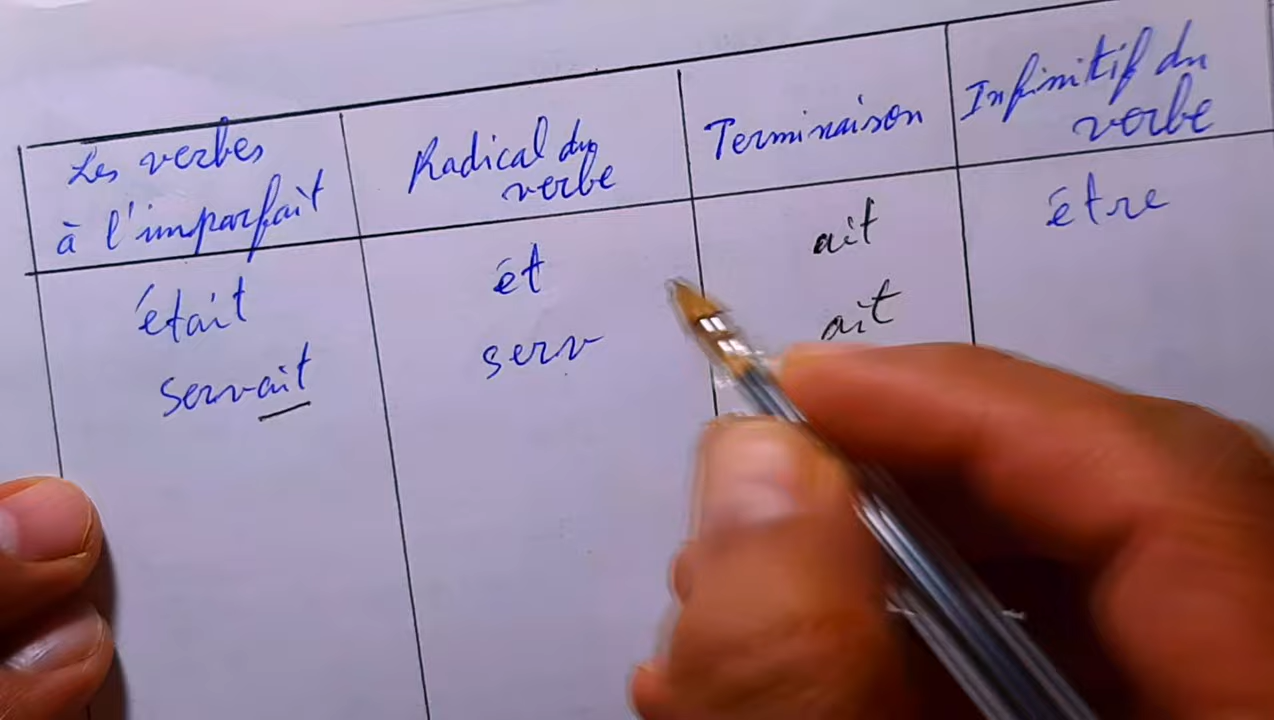 Les verbes
à l'imparfait
Radical du
verbe
Terminaison
Infinitif du
verbe
était
ét
ait
être
servait
serv
ait